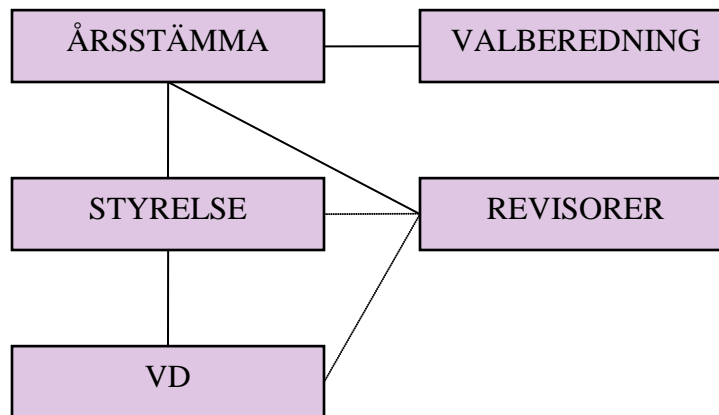 ÅRSSTÄMMA
VALBEREDNING
STYRELSE
REVISORER
VD